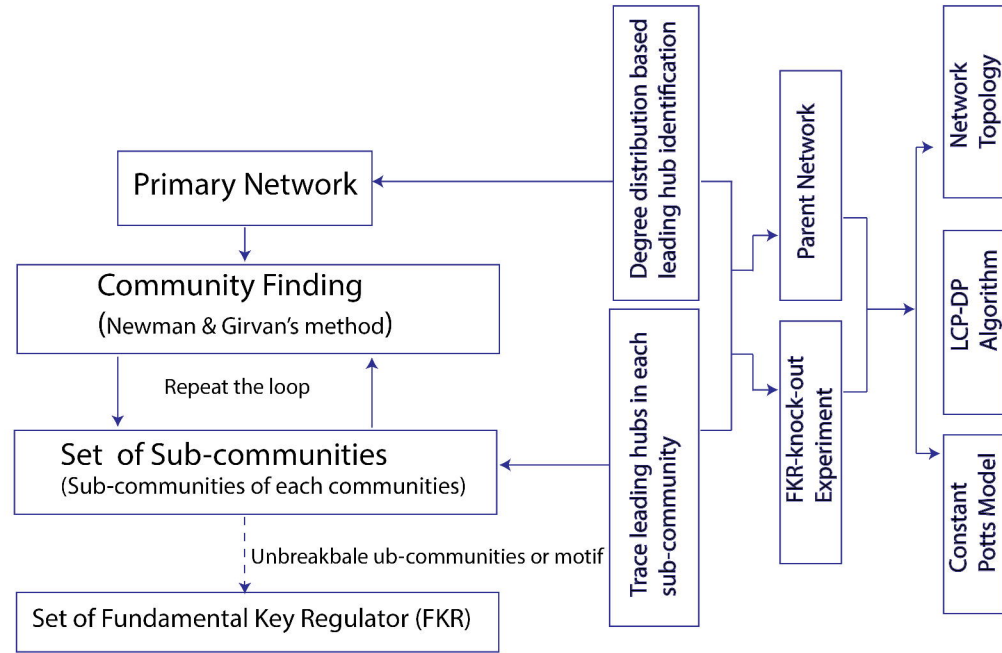 Primary Network
Community Finding
(Newman & Girvan's method)
Repeat the loop
Set of Sub-communities
(Sub-communities of each communities)
Unbreakbale ub-communities or motif
Set of Fundamental Key Regulator (FKR)
Degree distribution based
leading hub identification
Trace leading hubs in each
sub-community
Parent Network
FKR-knock-out
Experiment
Network
Topology
LCP-DP
Algorithm
Constant
Potts Model